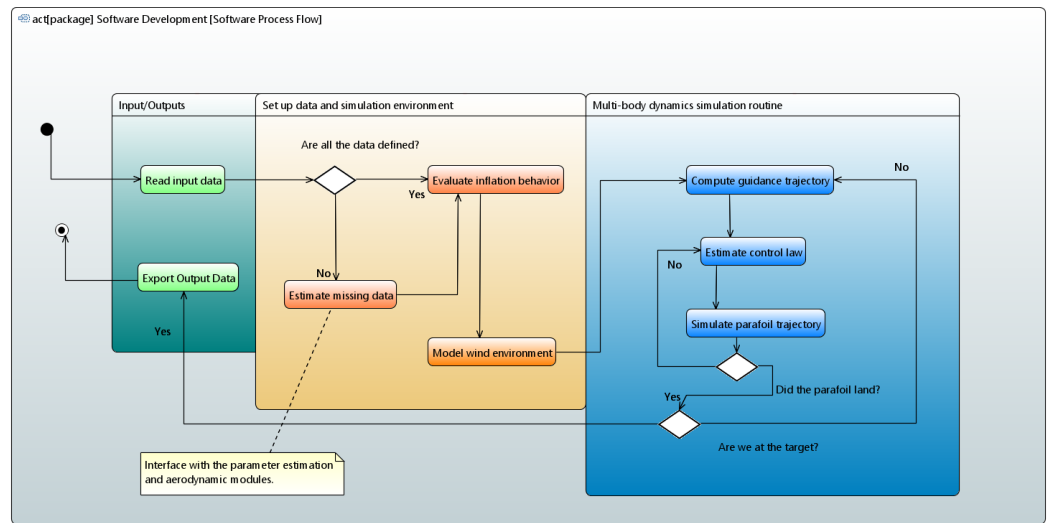 act[package] Software Development [Software Process Flow]
Input/Outputs
Set up data and simulation environment
Multi-body dynamics simulation routine
Are all the data defined?
Read input data
Yes
Evaluate inflation behavior
Compute guidance trajectory
No
Estimate control law
No
Export Output Data
No
Estimate missing data
Simulate parafoil trajectory
Yes
Model wind environment
Did the parafoil land?
Yes
Are we at the target?
Interface with the parameter estimation
and aerodynamic modules.